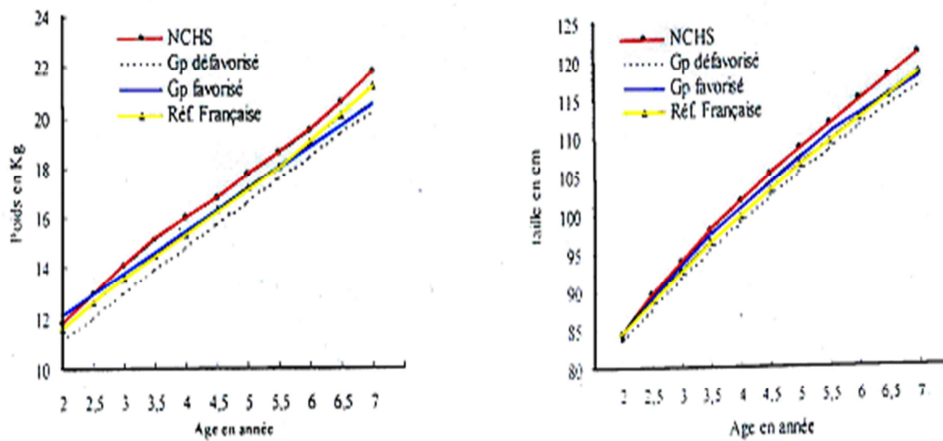 24
22
20
18
16
14
12
10
Poids en Kg
NCHS
Gp défavorisé
Gp favorisé
Réf. Française
2 2,5 3 3,5 4 4,5 5 5,5 6 6,5 7
Age en année
125
120
115
110
105
100
95
90
85
80
taille en cm
NCHS
Gp défavorisé
Gp favorisé
Réf. Française
2 2,5 3 3,5 4 4,5 5 5,5 6 6,5 7
Age en année